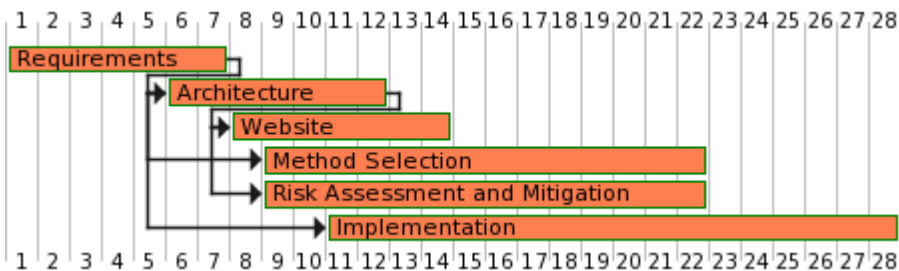 1 2 3 4 5 6 7 8 9 10 11 12 13 14 15 16 17 18 19 20 21 22 23 24 25 26 27 28
Requirements
Architecture
Website
Method Selection
Risk Assessment and Mitigation
Implementation
1 2 3 4 5 6 7 8 9 10 11 12 13 14 15 16 17 18 19 20 21 22 23 24 25 26 27 28